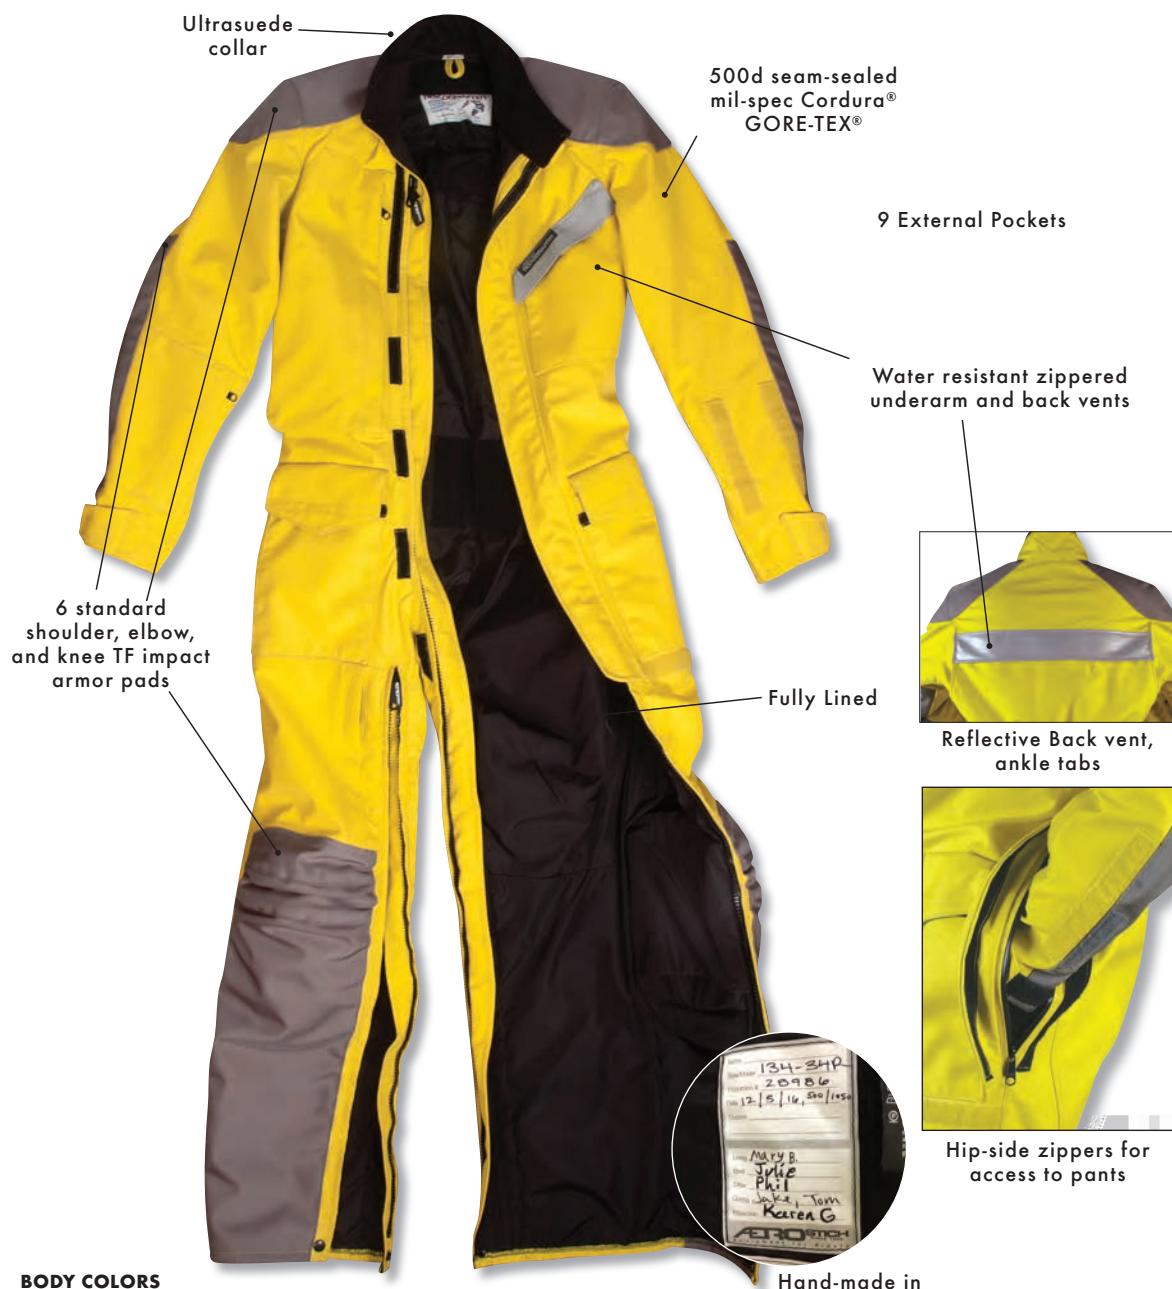 Ultrasuede
collar
500d seam-sealed
mil-spec Cordura®
GORE-TEX®
9 External Pockets
Water resistant zippered
underarm and back vents
6 standard
shoulder, elbow,
and knee TF impact
armor pads
Fully Lined
Reflective Back vent,
ankle tabs
Hip-side zippers for
access to pants
134-34R
28986
12/5/16, 500/1050
Mary B.
Julie
Phil
Jake, Tom
Karen G
AEROSTICH
BODY COLORS
Hand-made in